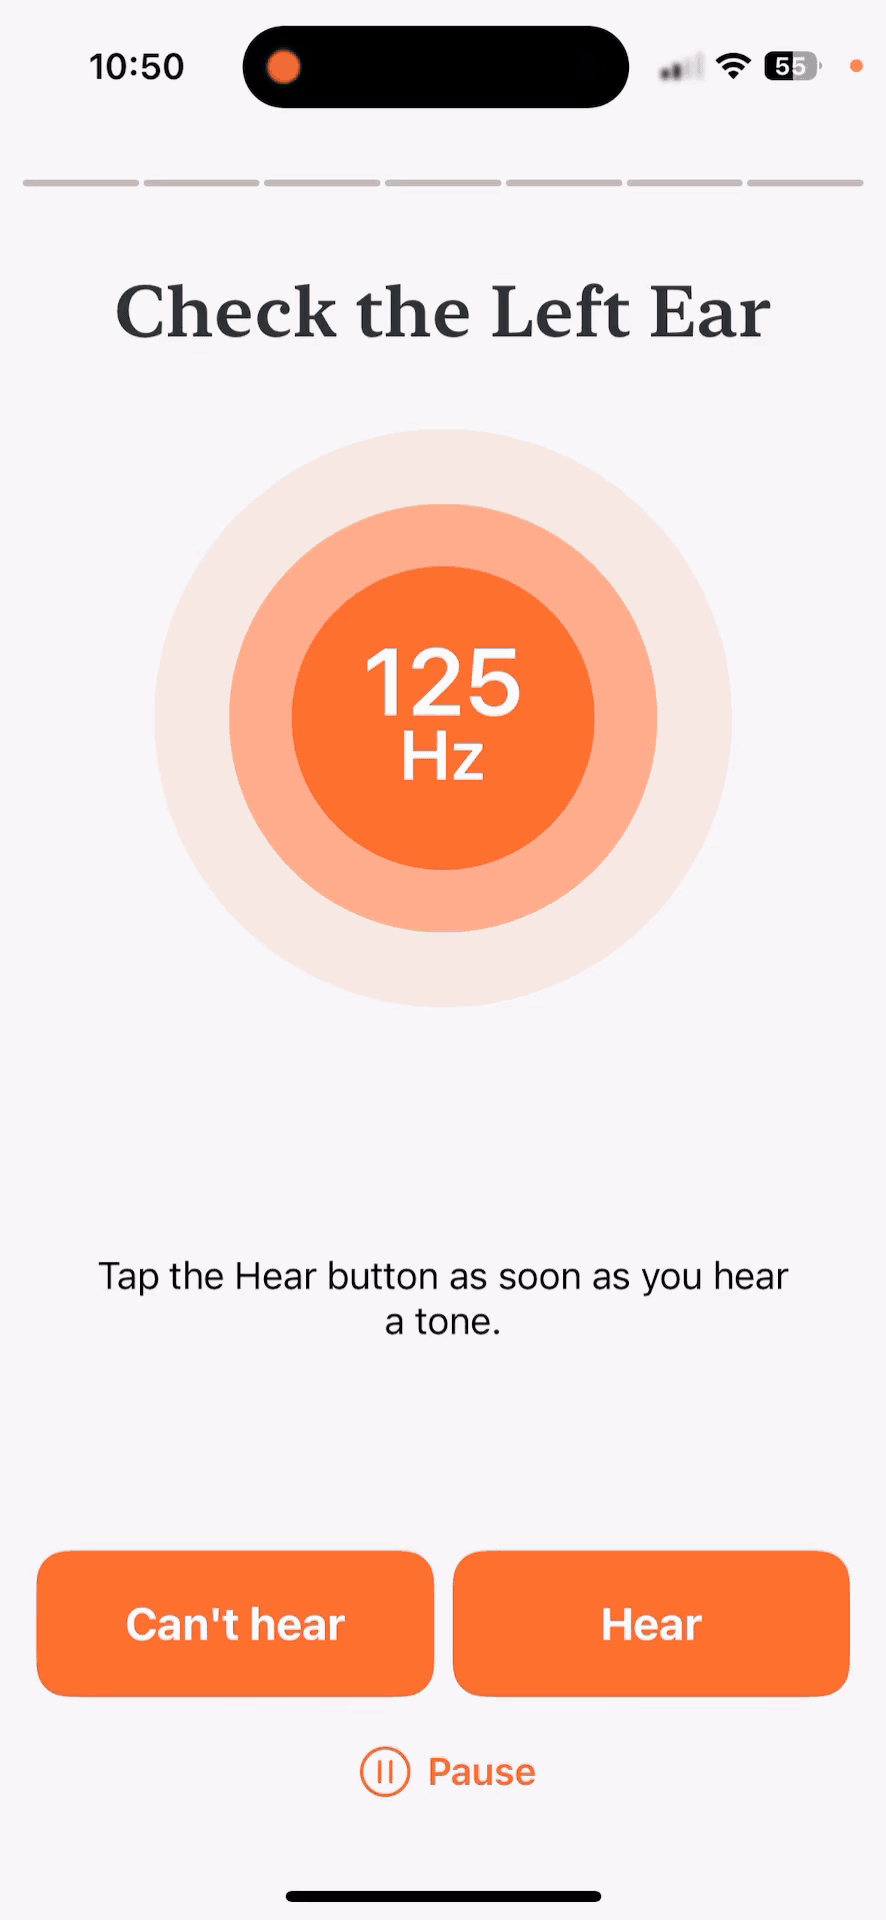 10:50
55
Check the Left Ear
125
Hz
Tap the Hear button as soon as you hear
a tone.
Can't hear
Hear
Pause